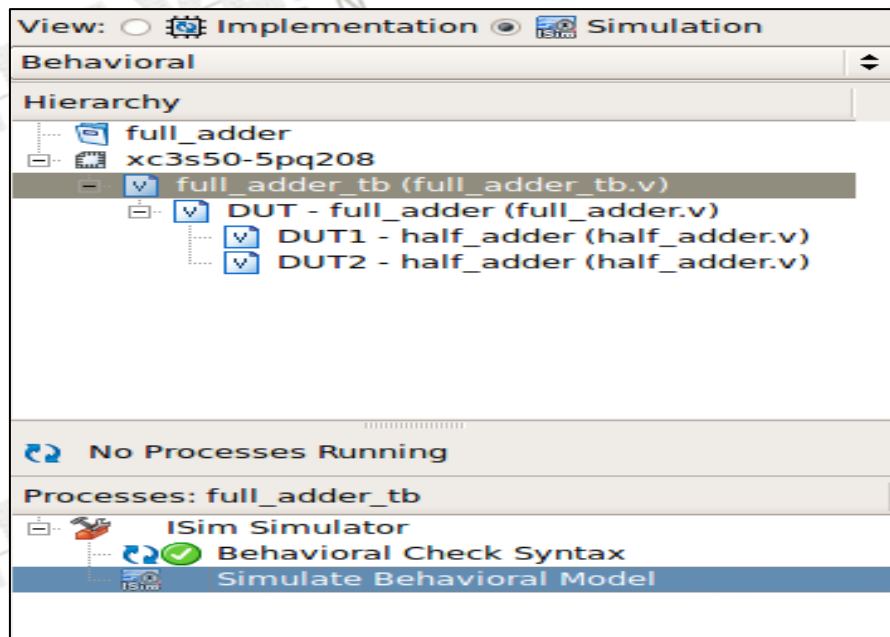 View: Implementation Simulation
Behavioral
Hierarchy
full_adder
xc3s50-5pq208
full_adder_tb (full_adder_tb.v)
DUT - full_adder (full_adder.v)
DUT1 - half_adder (half_adder.v)
DUT2 - half_adder (half_adder.v)
No Processes Running
Processes: full_adder_tb
ISim Simulator
Behavioral Check Syntax
ISim Simulate Behavioral Model